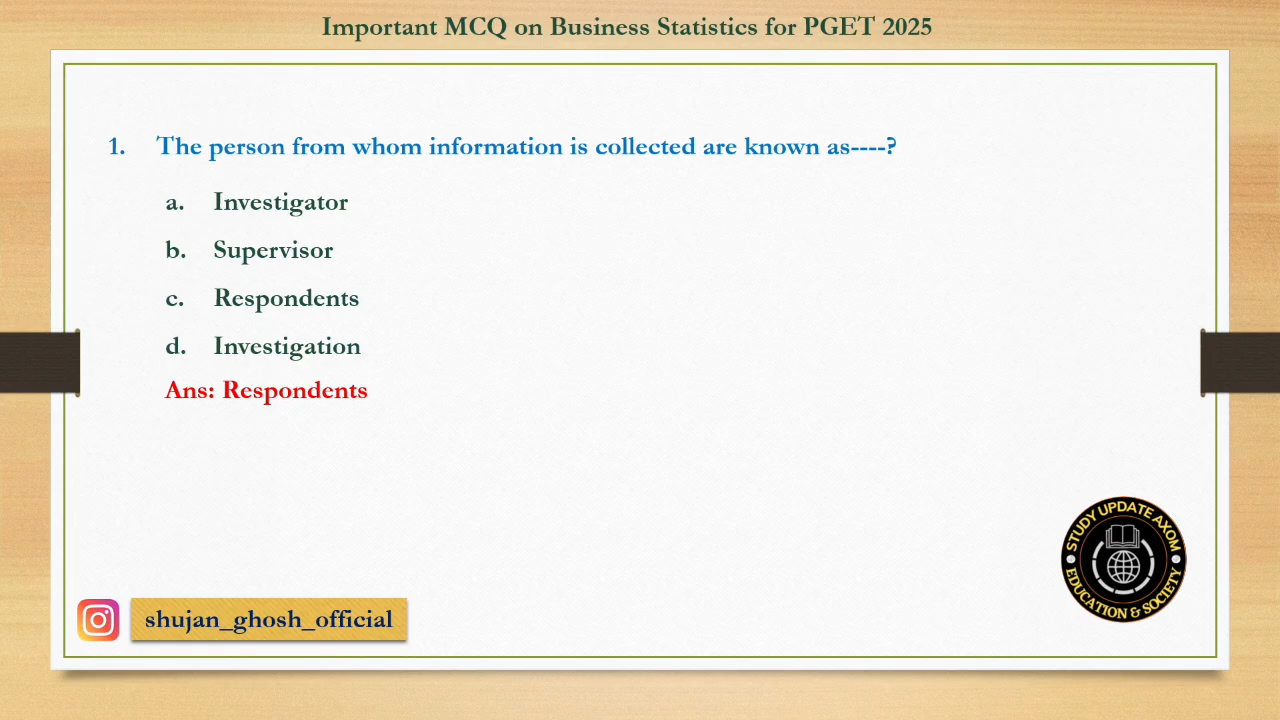 Important MCQ on Business Statistics for PGET 2025
1. The person from whom information is collected are known as----?
a. Investigator
b. Supervisor
c. Respondents
d. Investigation
Ans: Respondents
STUDY UPDATE AXOM
EDUCATION & SOCIETY
shujan_ghosh_official